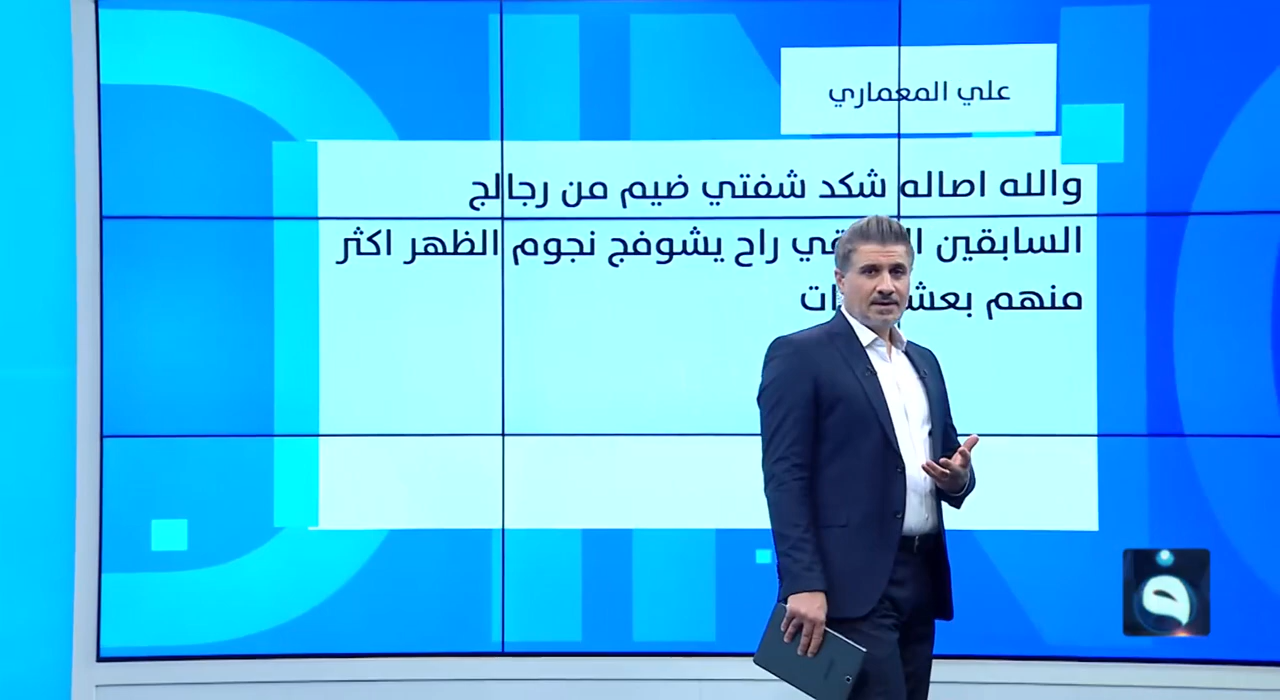 علي المعماري
والله اصاله شكد شفتي ضيم من رجالج
السابقين راح يشوفج نجوم الظهر اكثر
منهم